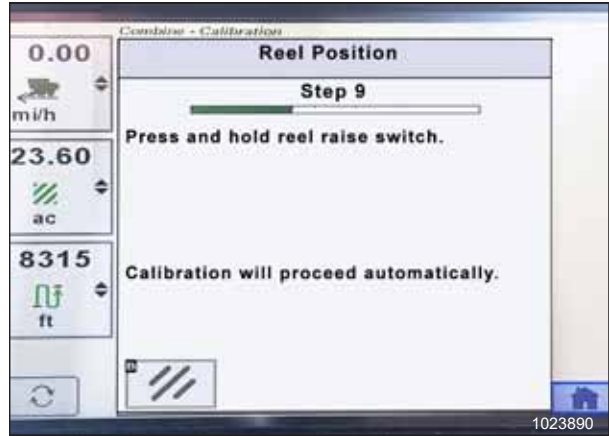 Combine - Calibration
0.00
mi/h
23.60
ac
8315
ft
Reel Position
Step 9
Press and hold reel raise switch.
Calibration will proceed automatically.
1023890